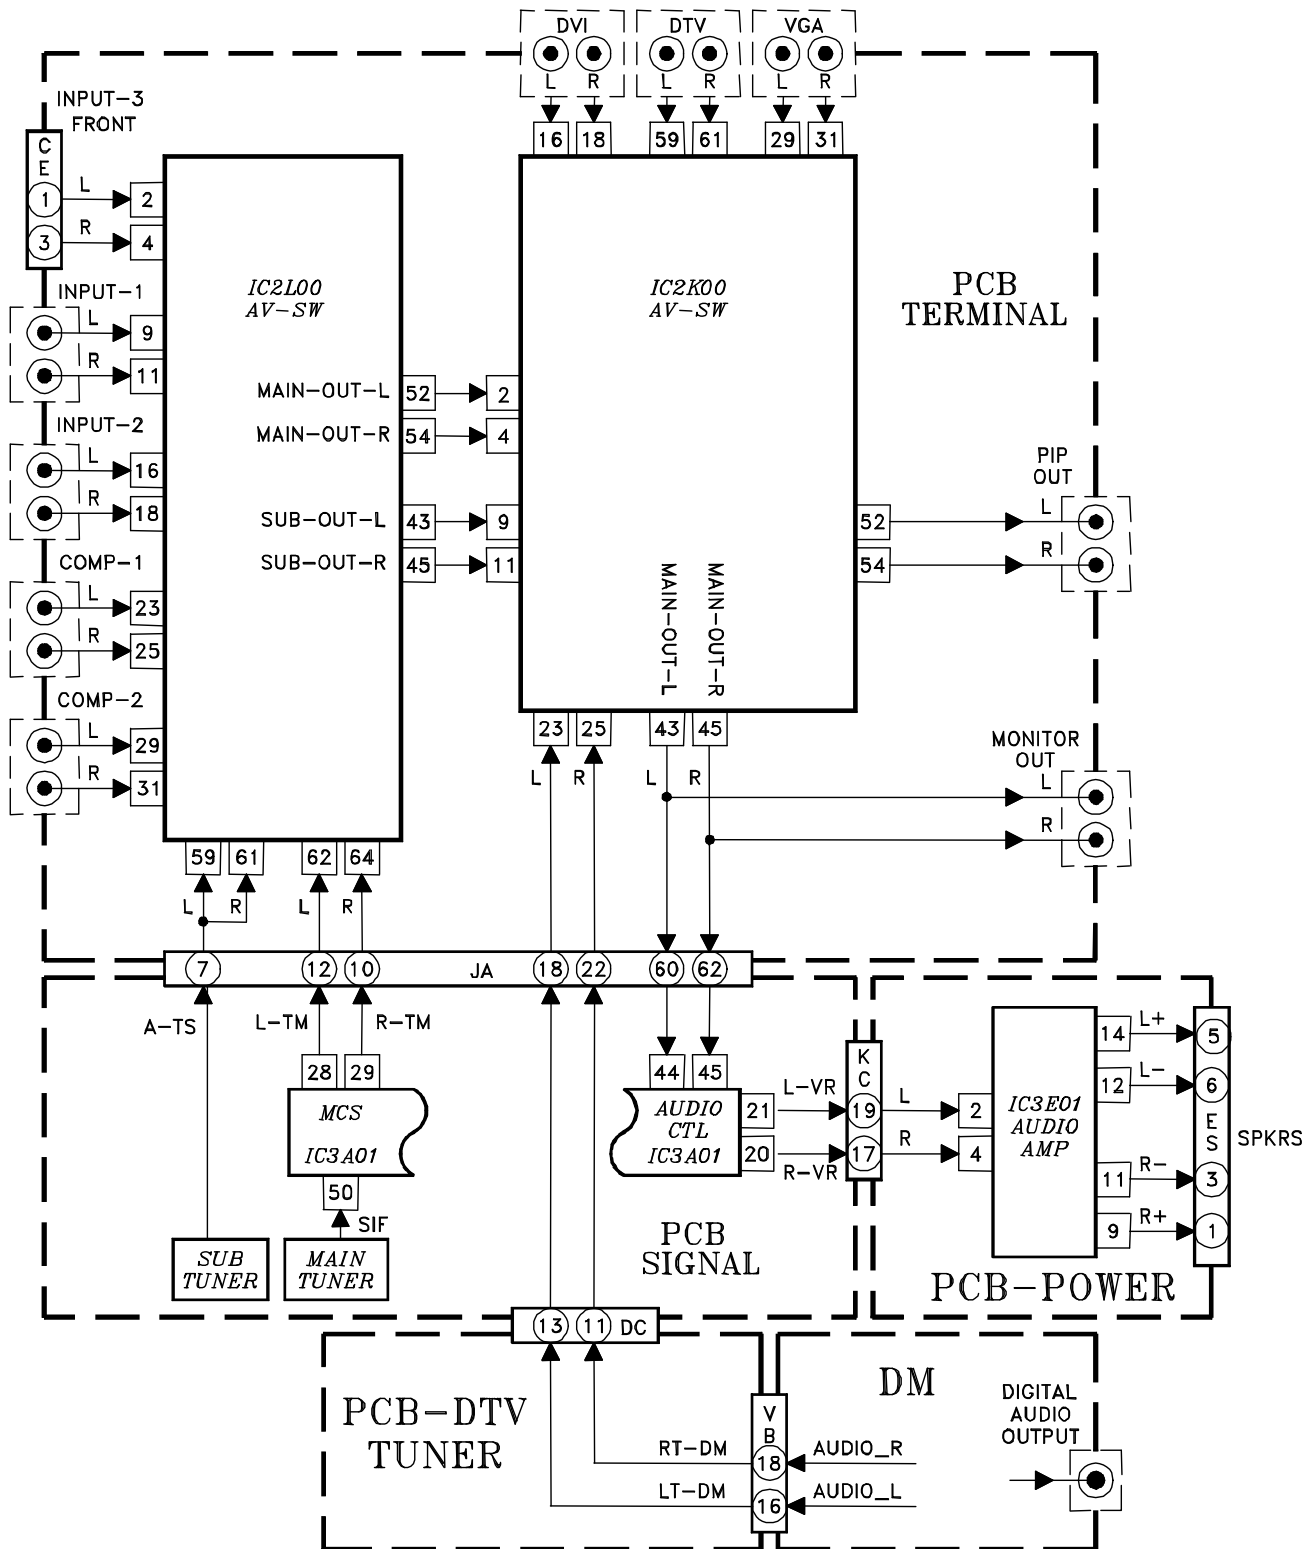 DVI
DTV
VGA
L R L R L R
16 18 59 61 29 31
INPUT-3
FRONT
C
E
1 L 2
3 R 4
INPUT-1
L 9
R 11
INPUT-2
L 16
R 18
COMP-1
L 23
R 25
COMP-2
L 29
R 31
IC2L00
AV-SW
MAIN-OUT-L 52 2
MAIN-OUT-R 54 4
SUB-OUT-L 43 9
SUB-OUT-R 45 11
IC2K00
AV-SW
MAIN-OUT-L
MAIN-OUT-R
PCB
TERMINAL
PIP
OUT
52 L
54 R
23 25 43 45
L R L R
MONITOR
OUT
L
R
59 61 62 64
L R L R
7 12 10 JA 18 22 60 62
A-TS L-TM R-TM
28 29
MCS
IC3A01
50
SIF
SUB
TUNER
MAIN
TUNER
44 45
AUDIO
CTL
IC3A01
21 L-VR
20 R-VR
PCB
SIGNAL
K
C
19 L 2
17 R 4
IC3E01
AUDIO
AMP
14 L+ 5
12 L- 6
E
S
11 R- 3
9 R+ 1
SPKRS
PCB-POWER
13 11 DC
PCB-DTV
TUNER
DM
V
B
RT-DM 18 AUDIO_R
LT-DM 16 AUDIO_L
DIGITAL
AUDIO
OUTPUT